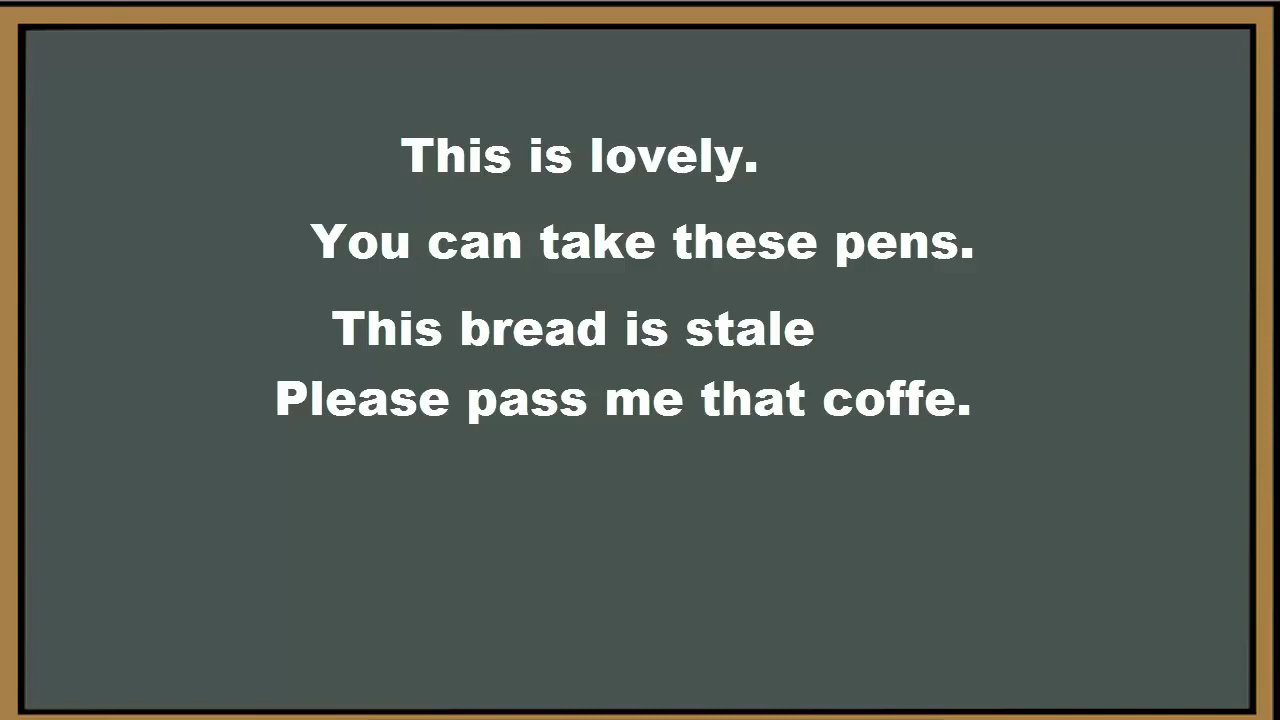 This is lovely.
You can take these pens.
This bread is stale
Please pass me that coffe.